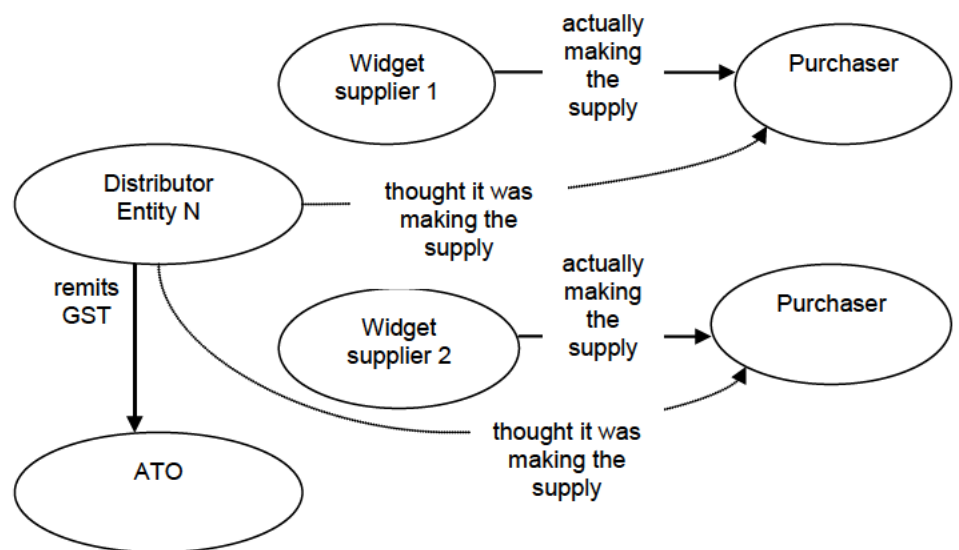 Widget
supplier 1
actually
making
the
supply
Purchaser
Distributor
Entity N
thought it was
making the
supply
remits
GST
Widget
supplier 2
actually
making
the
supply
Purchaser
thought it was
making the
supply
ATO